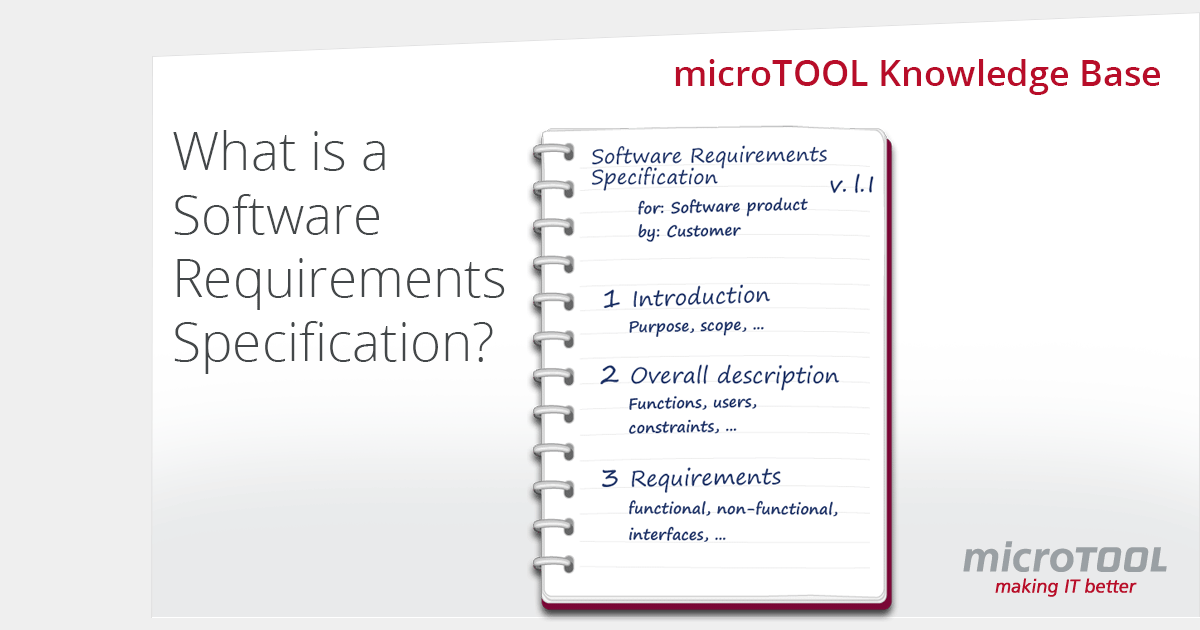 microTOOL Knowledge Base
What is a
Software
Requirements
Specification?
Software Requirements
Specification
v. 1.1
for: Software product
by: Customer
1 Introduction
Purpose, scope, ...
2 Overall description
Functions, users,
constraints, ...
3 Requirements
functional, non-functional,
interfaces, ...
microTOOL
making IT better